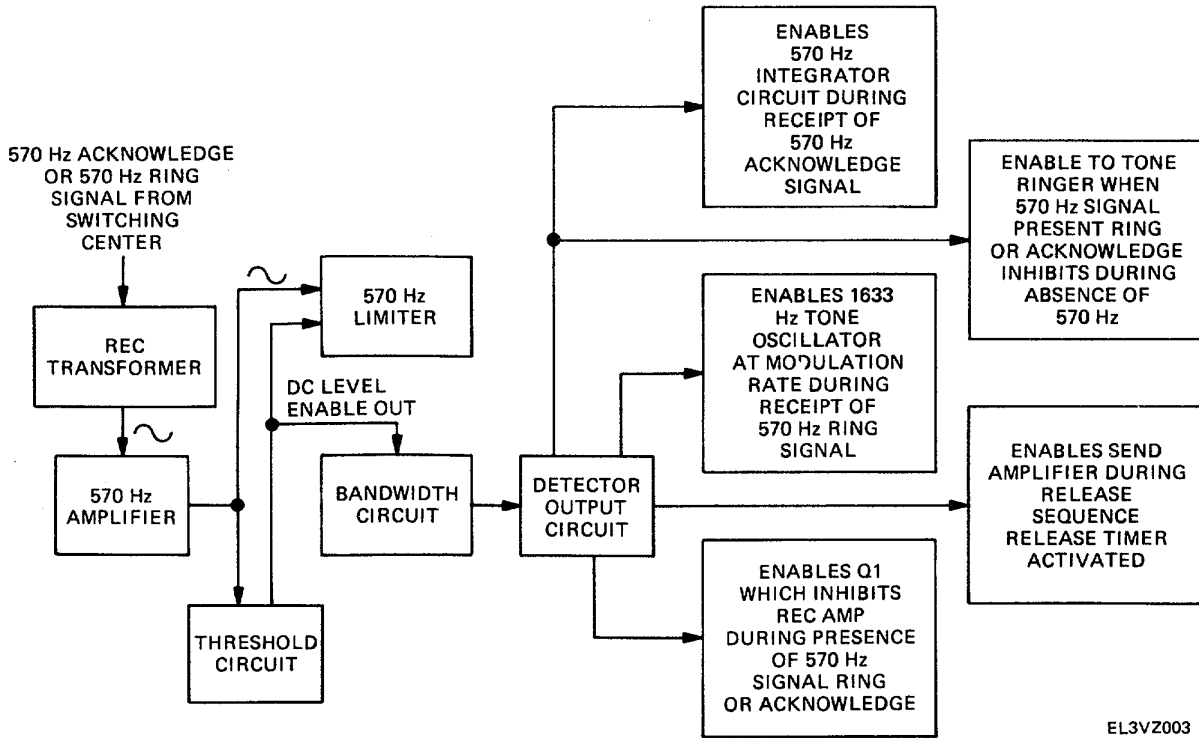 570 Hz ACKNOWLEDGE
OR 570 Hz RING
SIGNAL FROM
SWITCHING
CENTER
REC
TRANSFORMER
570 Hz
AMPLIFIER
THRESHOLD
CIRCUIT
570 Hz
LIMITER
DC LEVEL
ENABLE OUT
BANDWIDTH
CIRCUIT
DETECTOR
OUTPUT
CIRCUIT
ENABLES
570 Hz
INTEGRATOR
CIRCUIT DURING
RECEIPT OF
570 Hz
ACKNOWLEDGE
SIGNAL
ENABLE TO TONE
RINGER WHEN
570 Hz SIGNAL
PRESENT RING
OR ACKNOWLEDGE
INHIBITS DURING
ABSENCE OF
570 Hz
ENABLES 1633
Hz TONE
OSCILLATOR
AT MODULATION
RATE DURING
RECEIPT OF
570 Hz RING
SIGNAL
ENABLES SEND
AMPLIFIER DURING
RELEASE
SEQUENCE
RELEASE TIMER
ACTIVATED
ENABLES Q1
WHICH INHIBITS
REC AMP
DURING PRESENCE
OF 570 Hz
SIGNAL RING
OR ACKNOWLEDGE
EL3VZ003